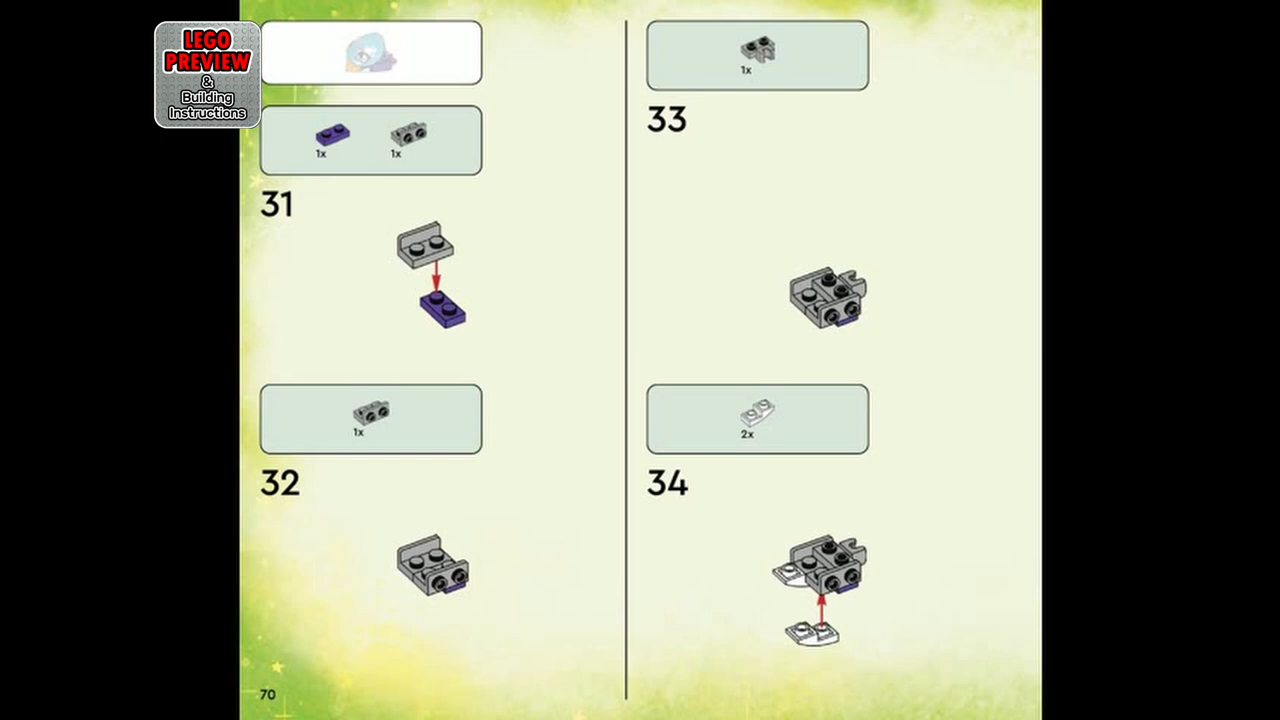 LEGO
PREVIEW
&
Building
Instructions
1x
1x
31
1x
32
70
1x
33
2x
34